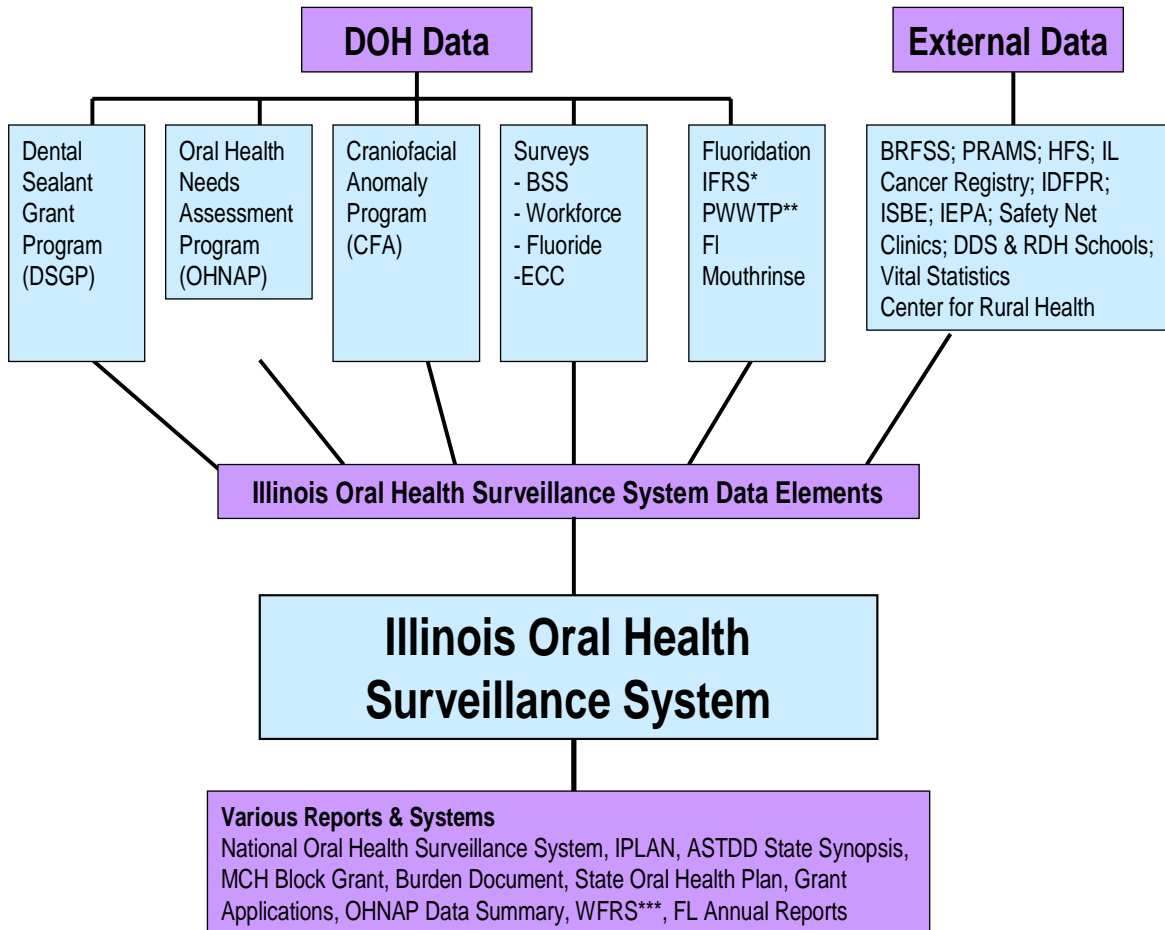 DOH Data
External Data
Dental
Sealant
Grant
Program
(DSGP)
Oral Health
Needs
Assessment
Program
(OHNAP)
Craniofacial
Anomaly
Program
(CFA)
Surveys
- BSS
- Workforce
- Fluoride
-ECC
Fluoridation
IFRS*
PWWTP**
Fl
Mouthrinse
BRFSS; PRAMS; HFS; IL
Cancer Registry; IDFPR;
ISBE; IEPA; Safety Net
Clinics; DDS & RDH Schools;
Vital Statistics
Center for Rural Health
Illinois Oral Health Surveillance System Data Elements
Illinois Oral Health
Surveillance System
Various Reports & Systems
National Oral Health Surveillance System, IPLAN, ASTDD State Synopsis,
MCH Block Grant, Burden Document, State Oral Health Plan, Grant
Applications, OHNAP Data Summary, WFRS***, FL Annual Reports